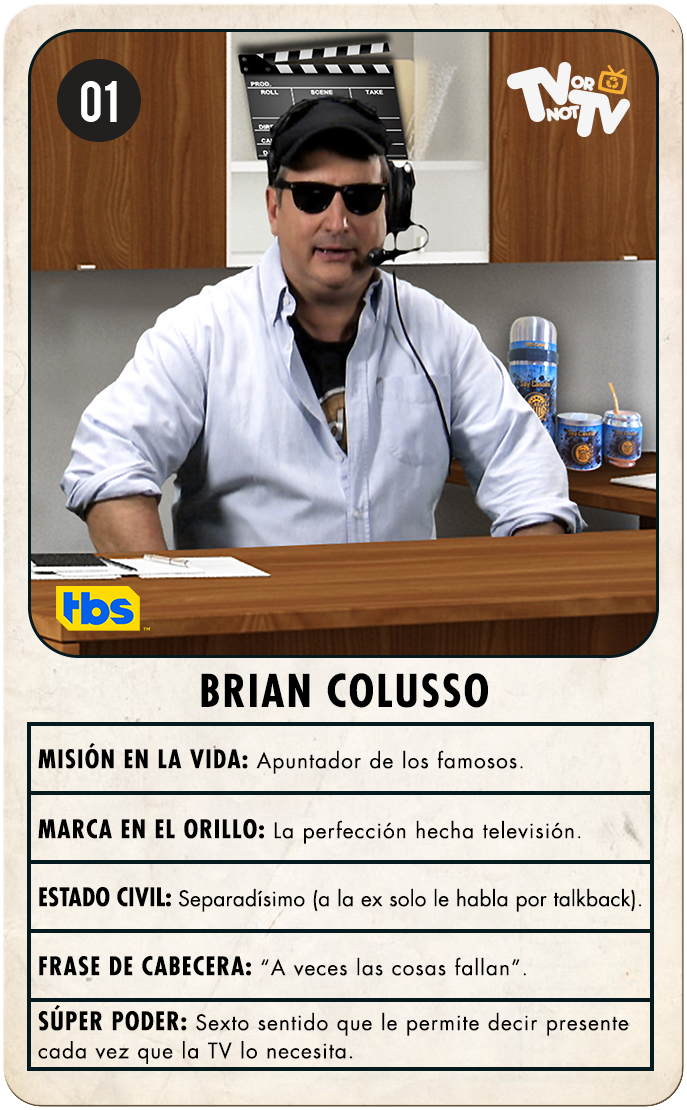 01
TV OR
NOT TV
PROD.
ROLL SCENE TAKE
tbs
™
BRIAN COLUSSO
MISIÓN EN LA VIDA: Apuntador de los famosos.
MARCA EN EL ORILLO: La perfección hecha televisión.
ESTADO CIVIL: Separadísimo (a la ex solo le habla por talkback).
FRASE DE CABECERA: “A veces las cosas fallan”.
SÚPER PODER: Sexto sentido que le permite decir presente
cada vez que la TV lo necesita.